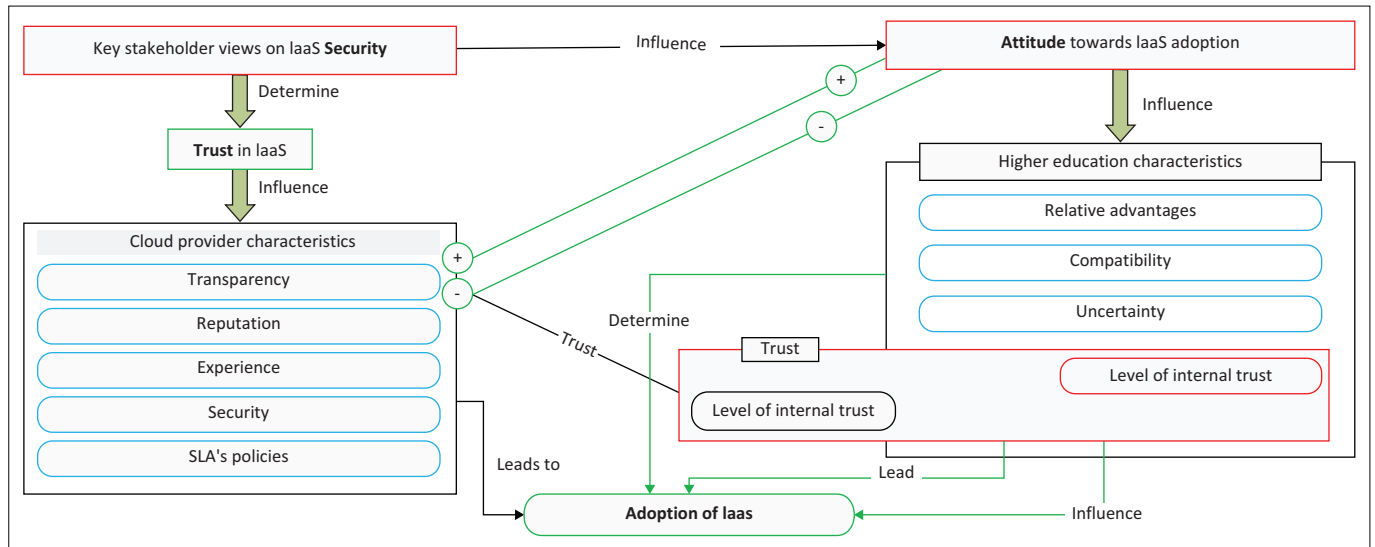 Key stakeholder views on IaaS Security
Influence
Attitude towards IaaS adoption
Determine
+
Influence
-
Trust in IaaS
Influence
Higher education characteristics
Relative advantages
Cloud provider characteristics
+
Compatibility
Transparency
-
Uncertainty
Reputation
Determine
Trust
Trust
Experience
Level of internal trust
Security
Level of internal trust
SLA's policies
Leads to
Lead
Adoption of Iaas
Influence